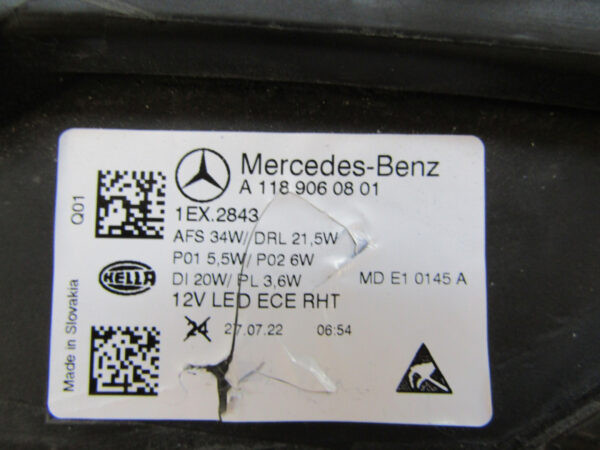 Mercedes-Benz
A 118 906 08 01
1EX.2843
AFS 34W/ DRL 21,5W
P01 5,5W/ P02 6W
DI 20W/ PL 3,6W
MD E1 0145 A
12V LED ECE RHT
24 27.07.22 06:54
HELLA
Q01
Made in Slovakia